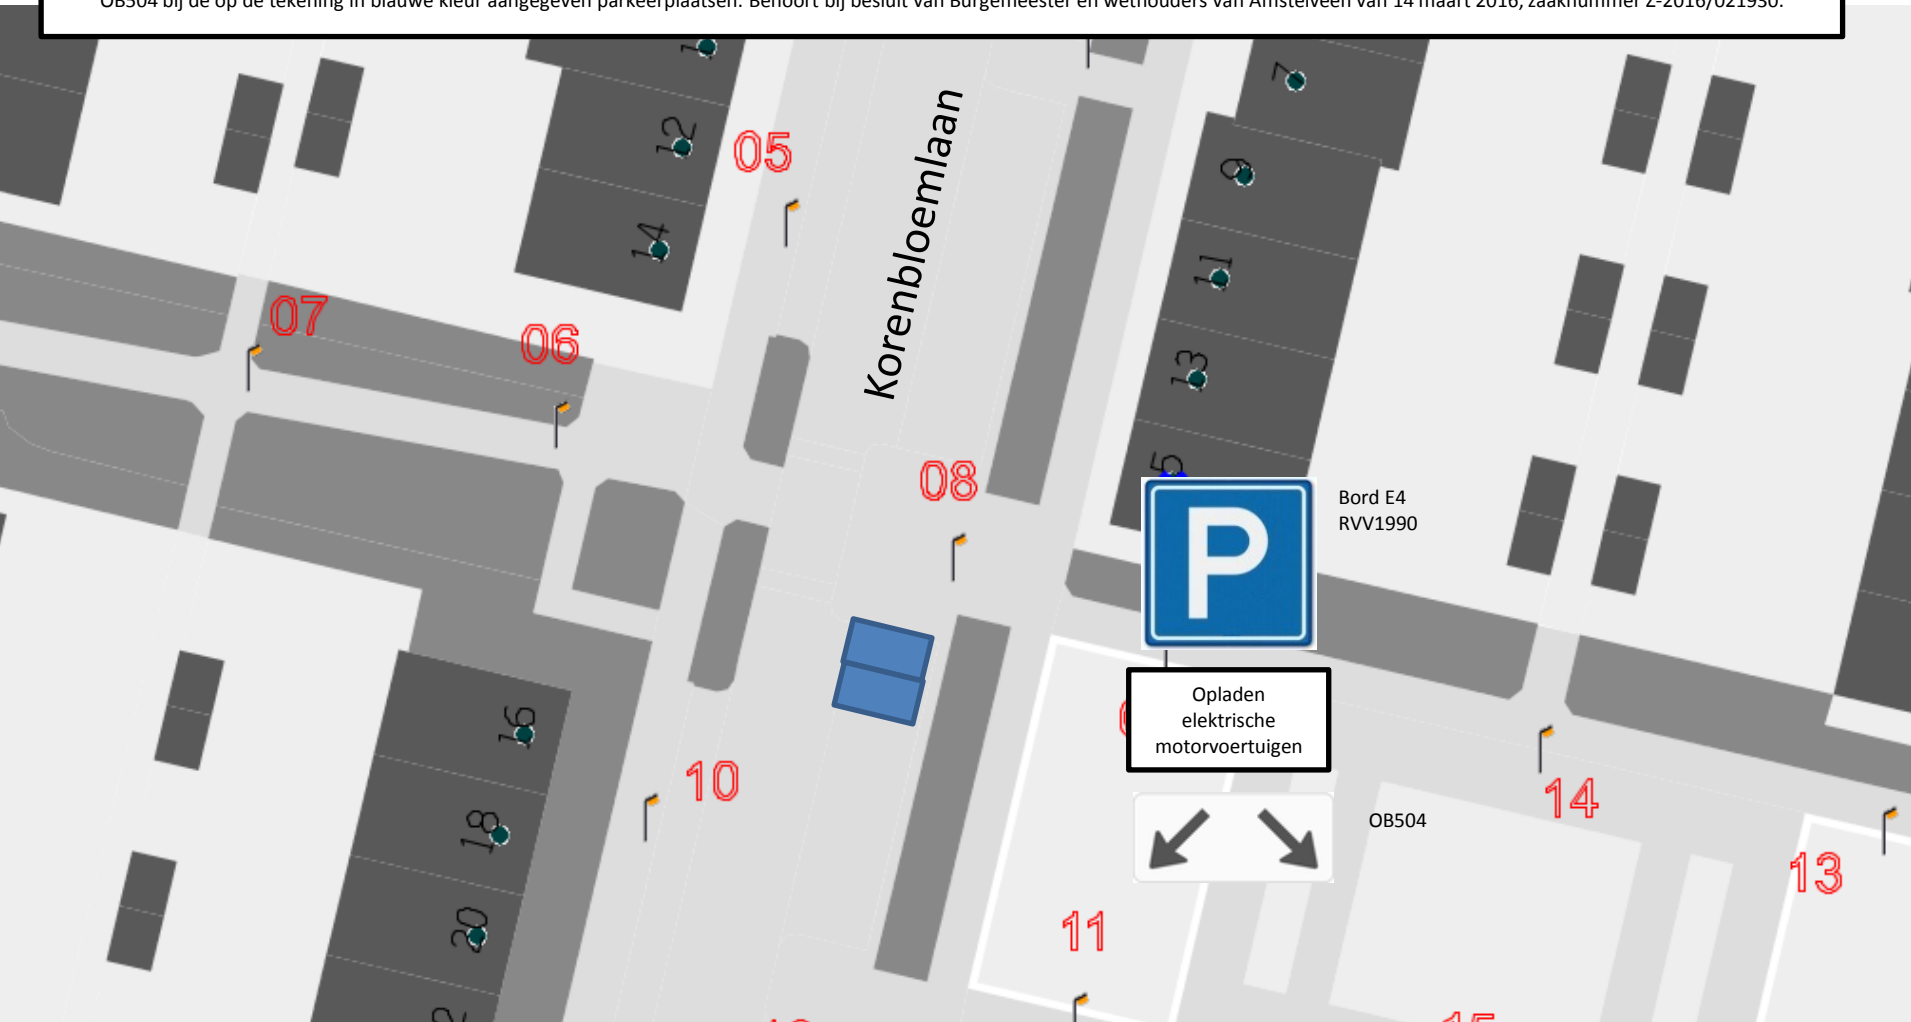 OB504 bij de op de tekening in blauwe kleur aangegeven parkeerplaatsen. Behoort bij besluit van Burgemeester en wethouders van Amstelveen van 14 maart 2016, zaaknummer Z-2016/021930.
7
12
05
9
Korenbloemlaan
14
11
07
06
13
08
5
P
Bord E4
RVV1990
Opladen
elektrische
motorvoertuigen
16
10
14
18
OB504
13
20
11